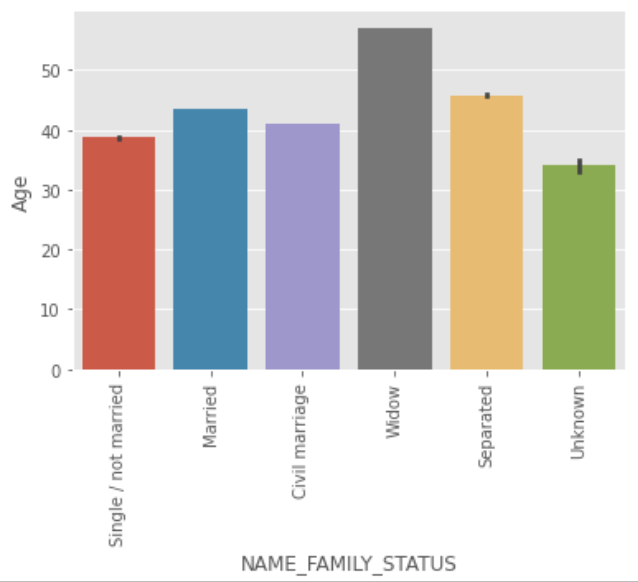 50
40
30
20
10
0
Age
Single / not married
Married
Civil marriage
Widow
Separated
Unknown
NAME_FAMILY_STATUS